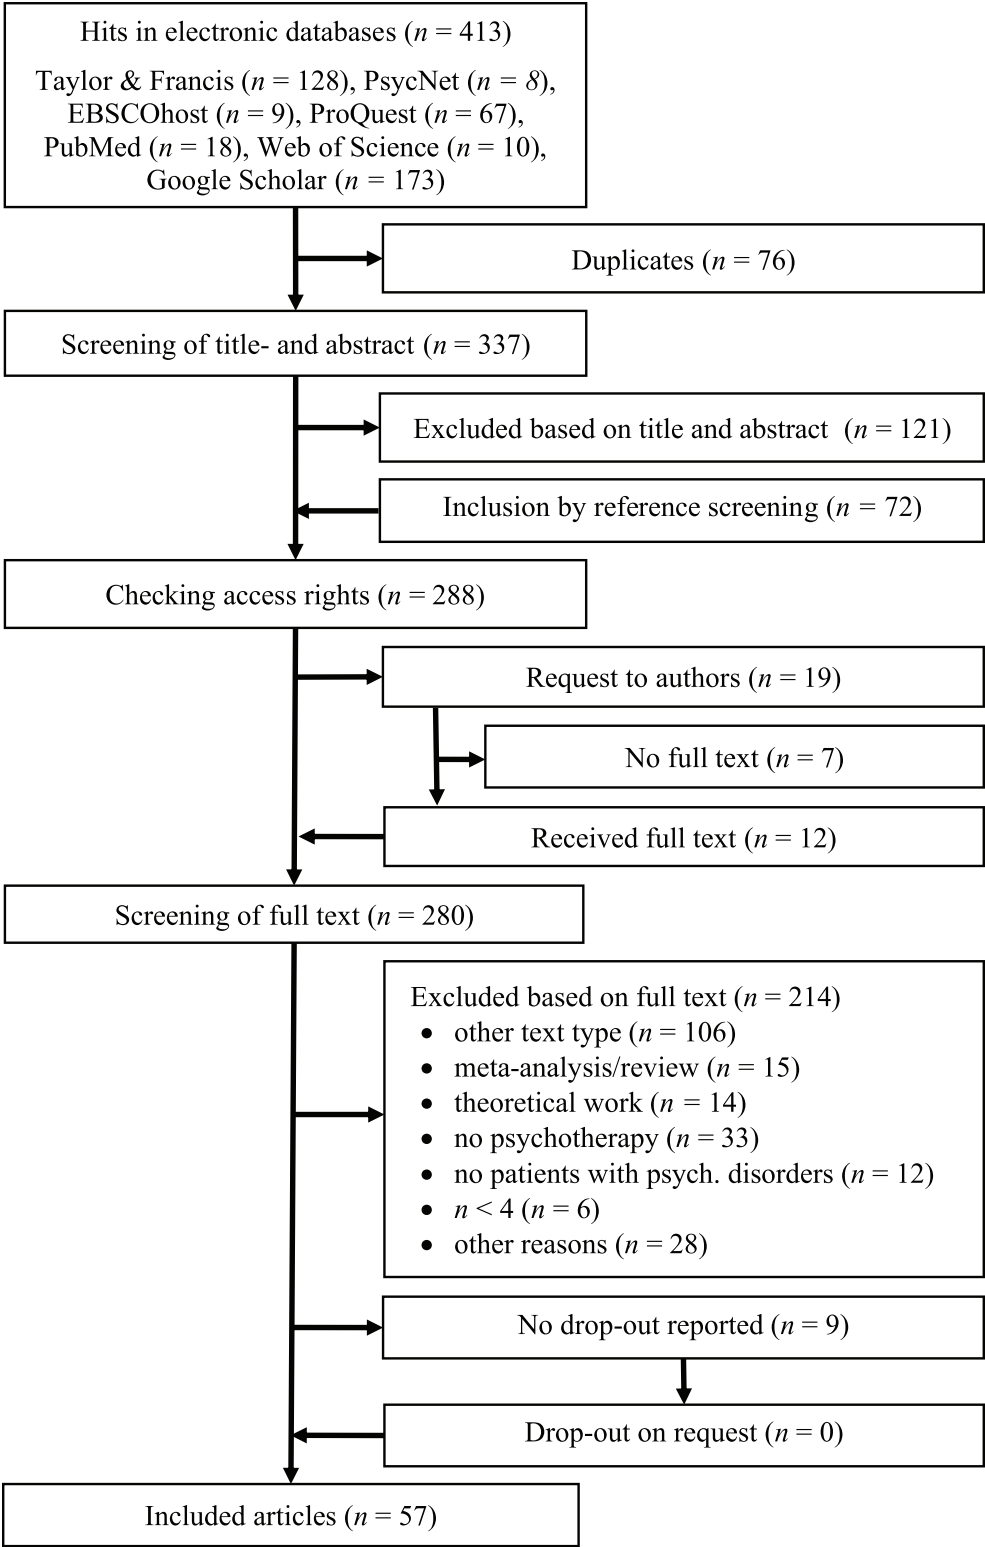 Hits in electronic databases (n = 413)
Taylor & Francis (n = 128), PsycNet (n = 8),
EBSCOhost (n = 9), ProQuest (n = 67),
PubMed (n = 18), Web of Science (n = 10),
Google Scholar (n = 173)
Duplicates (n = 76)
Screening of title- and abstract (n = 337)
Excluded based on title and abstract (n = 121)
Inclusion by reference screening (n = 72)
Checking access rights (n = 288)
Request to authors (n = 19)
No full text (n = 7)
Received full text (n = 12)
Screening of full text (n = 280)
Excluded based on full text (n = 214)
• other text type (n = 106)
• meta-analysis/review (n = 15)
• theoretical work (n = 14)
• no psychotherapy (n = 33)
• no patients with psych. disorders (n = 12)
• n < 4 (n = 6)
• other reasons (n = 28)
No drop-out reported (n = 9)
Drop-out on request (n = 0)
Included articles (n = 57)